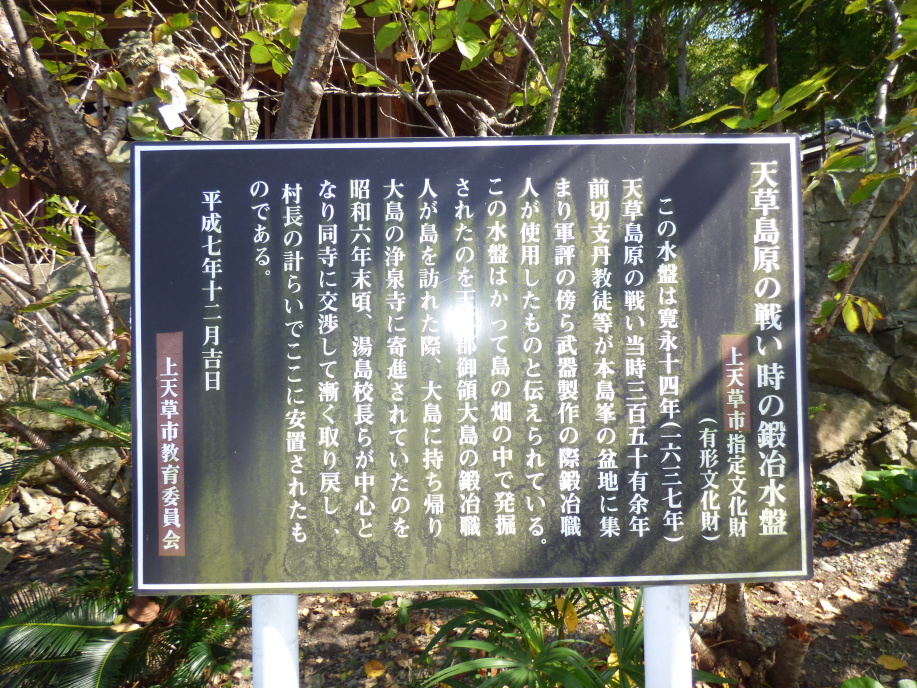 天草島原の戦い時の鍛冶水盤
上天草市指定文化財
（有形文化財）
この水盤は寛永十四年（一六三七年）
天草島原の戦い当時三百五十有余年
前切支丹教徒等が本島峯の盆地に集
まり軍評の傍ら武器製作の際鍛冶職
人が使用したものと伝えられている。
この水盤はかって島の畑の中で発掘
されたのを天 郡御領大島の鍛冶職
人が島を訪れた際、大島に持ち帰り
大島の浄泉寺に寄進されていたのを
昭和六年末頃、湯島校長らが中心と
なり同寺に交渉して漸く取り戻し、
村長の計らいでここに安置されたも
のである。
平成七年十二月吉日
上天草市教育委員会